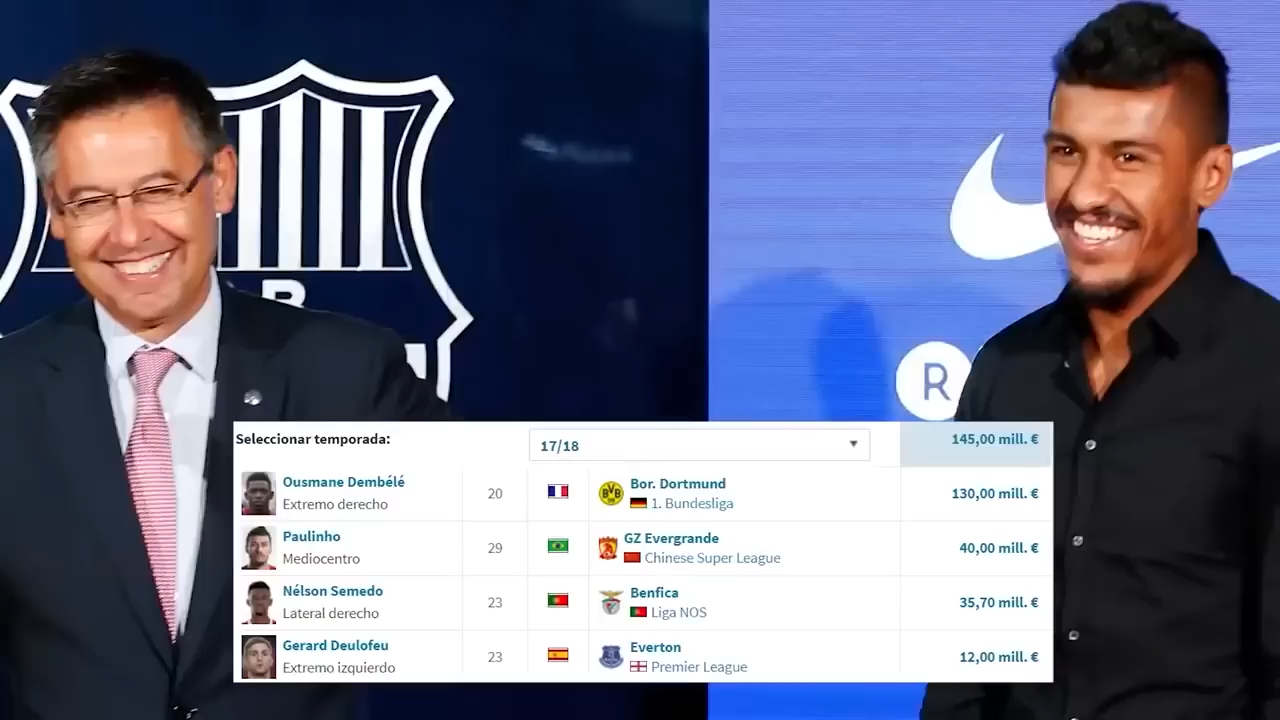 B
R
Seleccionar temporada: 17/18 145,00 mill. €
Ousmane Dembélé
Extremo derecho
20
BVB
Bor. Dortmund
1. Bundesliga
130,00 mill. €
Paulinho
Mediocentro
29
GZ Evergrande
Chinese Super League
40,00 mill. €
Nélson Semedo
Lateral derecho
23
Benfica
Liga NOS
35,70 mill. €
Gerard Deulofeu
Extremo izquierdo
23
Everton
Premier League
12,00 mill. €